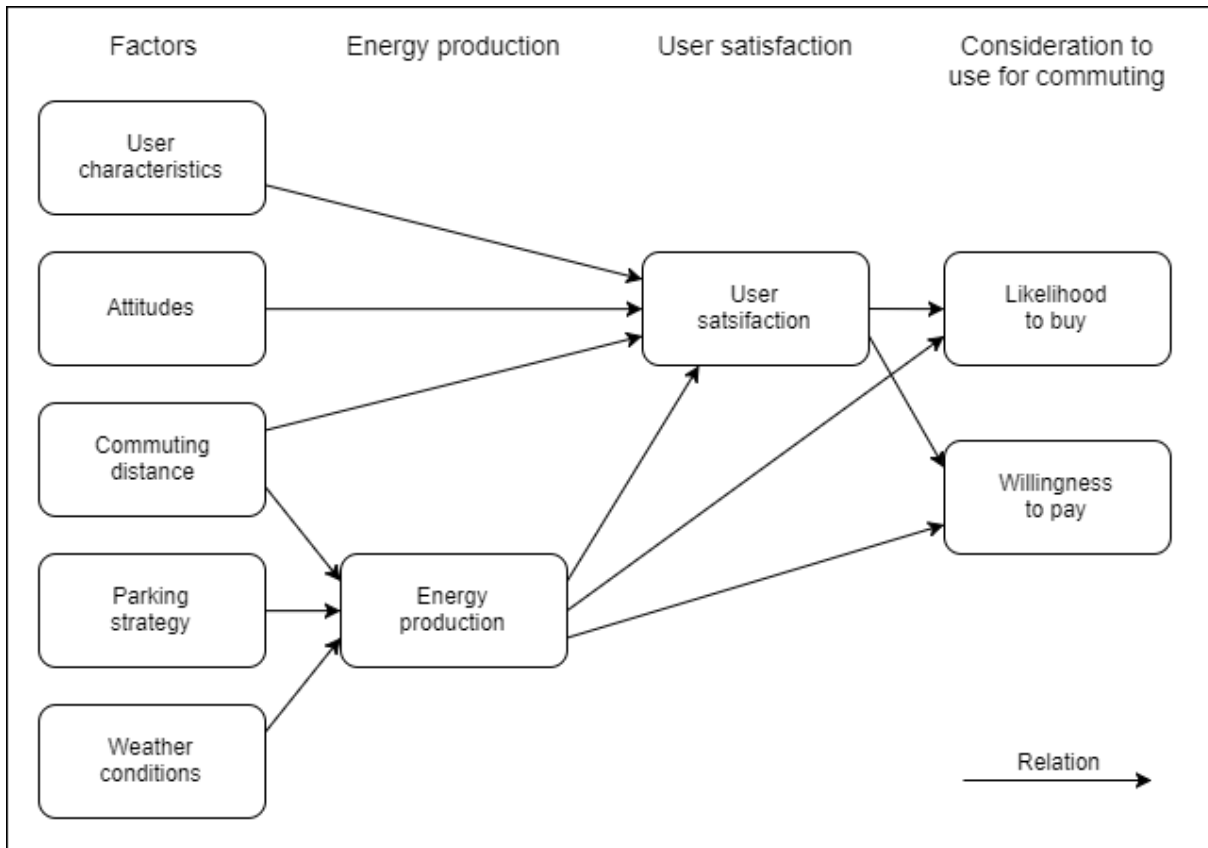 Factors
Energy production
User satisfaction
Consideration to
use for commuting
User
characteristics
Attitudes
Commuting
distance
Parking
strategy
Weather
conditions
Energy
production
User
satsifaction
Likelihood
to buy
Willingness
to pay
Relation